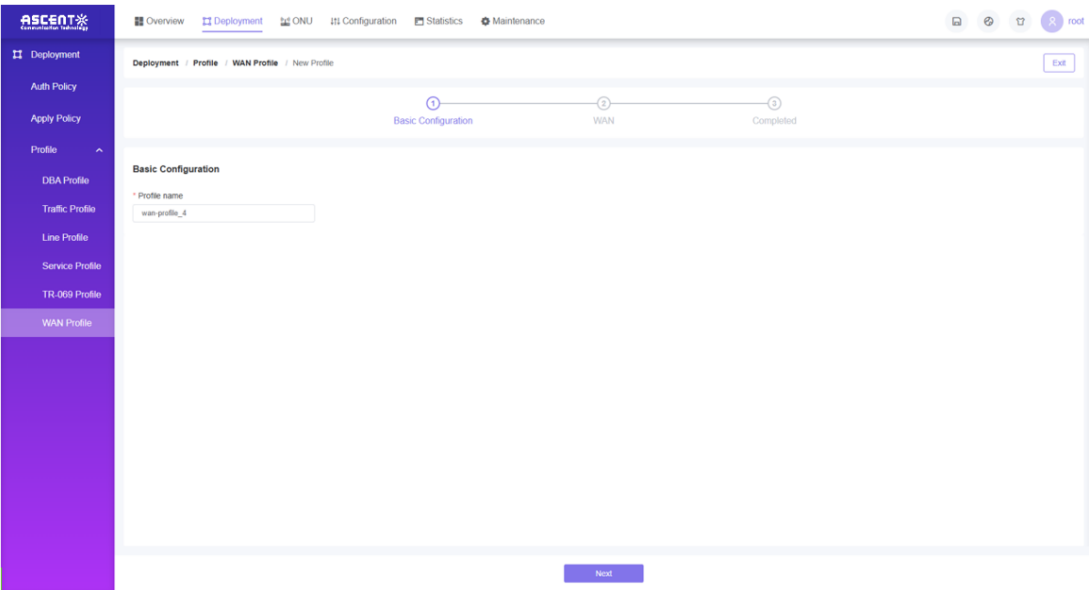 ASCENT
Communication Technology
Overview Deployment ONU Configuration Statistics Maintenance
root
Deployment
Auth Policy
Apply Policy
Profile
DBA Profile
Traffic Profile
Line Profile
Service Profile
TR-069 Profile
WAN Profile
Deployment / Profile / WAN Profile / New Profile
Exit
1 2 3
Basic Configuration WAN Completed
Basic Configuration
* Profile name
wan-profile_4
Next